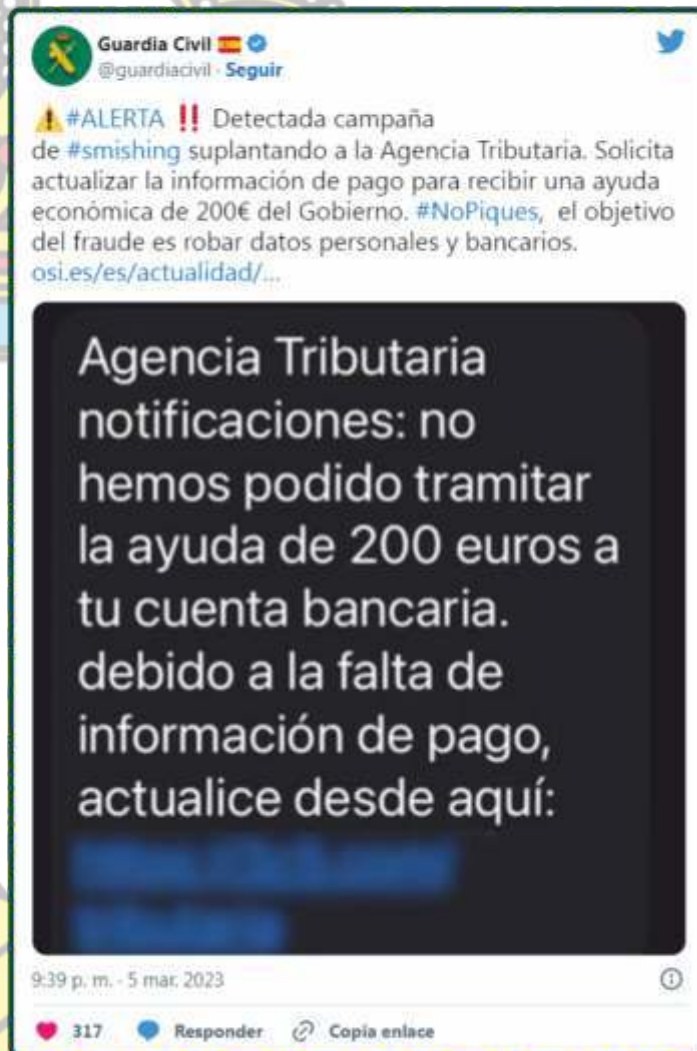 Guardia Civil
@guardiacivil · Seguir
#ALERTA ‼ Detectada campaña
de #smishing suplantando a la Agencia Tributaria. Solicita
actualizar la información de pago para recibir una ayuda
económica de 200€ del Gobierno. #NoPiques, el objetivo
del fraude es robar datos personales y bancarios.
osi.es/es/actualidad/...
Agencia Tributaria
notificaciones: no
hemos podido tramitar
la ayuda de 200 euros a
tu cuenta bancaria.
debido a la falta de
información de pago,
actualice desde aquí:
9:39 p. m. · 5 mar. 2023
317 Responder Copia enlace